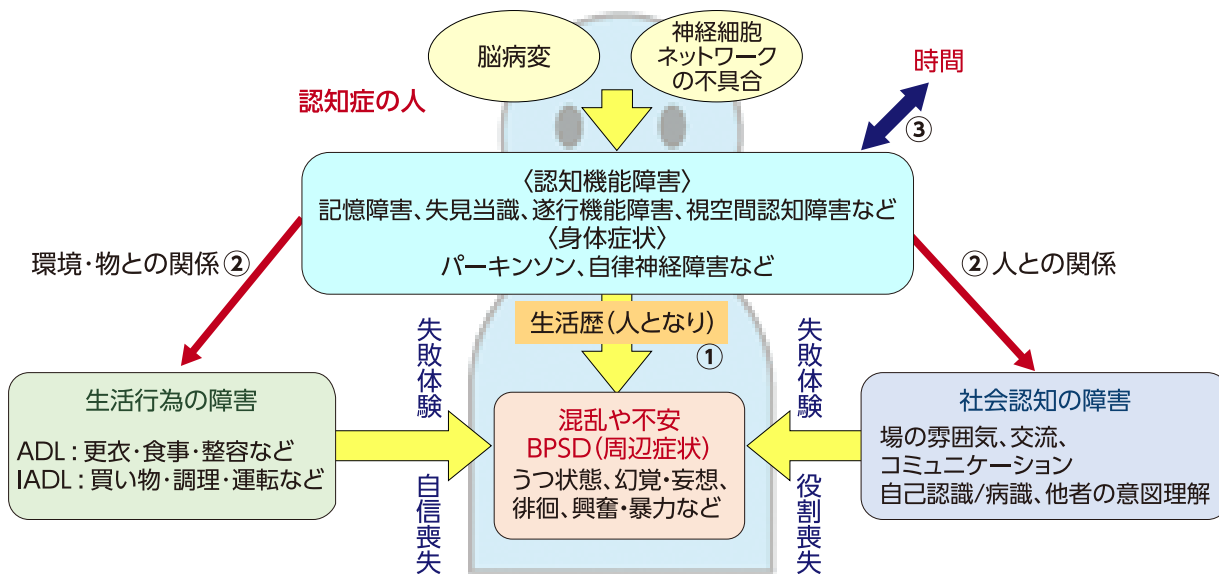 脳病変
神経細胞
ネットワーク
の不具合
時間
③
認知症の人
〈認知機能障害〉
記憶障害、失見当識、遂行機能障害、視空間認知障害など
〈身体症状〉
パーキンソン、自律神経障害など
環境・物との関係②
②人との関係
生活歴(人となり)
①
失敗体験
失敗体験
生活行為の障害
ADL：更衣・食事・整容など
IADL：買い物・調理・運転など
混乱や不安
BPSD(周辺症状)
うつ状態、幻覚・妄想、
徘徊、興奮・暴力など
社会認知の障害
場の雰囲気、交流、
コミュニケーション
自己認識/病識、他者の意図理解
自信喪失
役割喪失